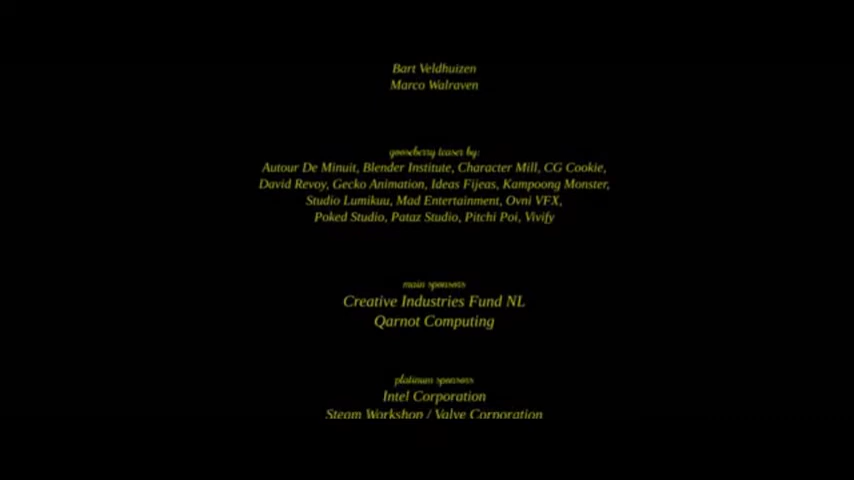 Bart Veldhuizen
Marco Walraven
gooseberry teaser by:
Autour De Minuit, Blender Institute, Character Mill, CG Cookie,
David Revoy, Gecko Animation, Ideas Fijeas, Kampoong Monster,
Studio Lumikuu, Mad Entertainment, Ovni VFX,
Poked Studio, Pataz Studio, Pitchi Poi, Vivify
main sponsors
Creative Industries Fund NL
Qarnot Computing
platinum sponsors
Intel Corporation
Steam Workshop / Valve Corporation